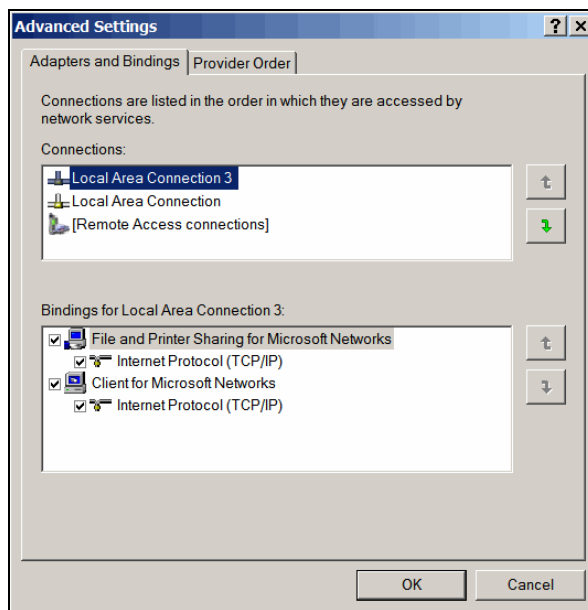 Advanced Settings
Adapters and Bindings Provider Order
Connections are listed in the order in which they are accessed by
network services.
Connections:
Local Area Connection 3
Local Area Connection
[Remote Access connections]
Bindings for Local Area Connection 3:
File and Printer Sharing for Microsoft Networks
Internet Protocol (TCP/IP)
Client for Microsoft Networks
Internet Protocol (TCP/IP)
OK Cancel